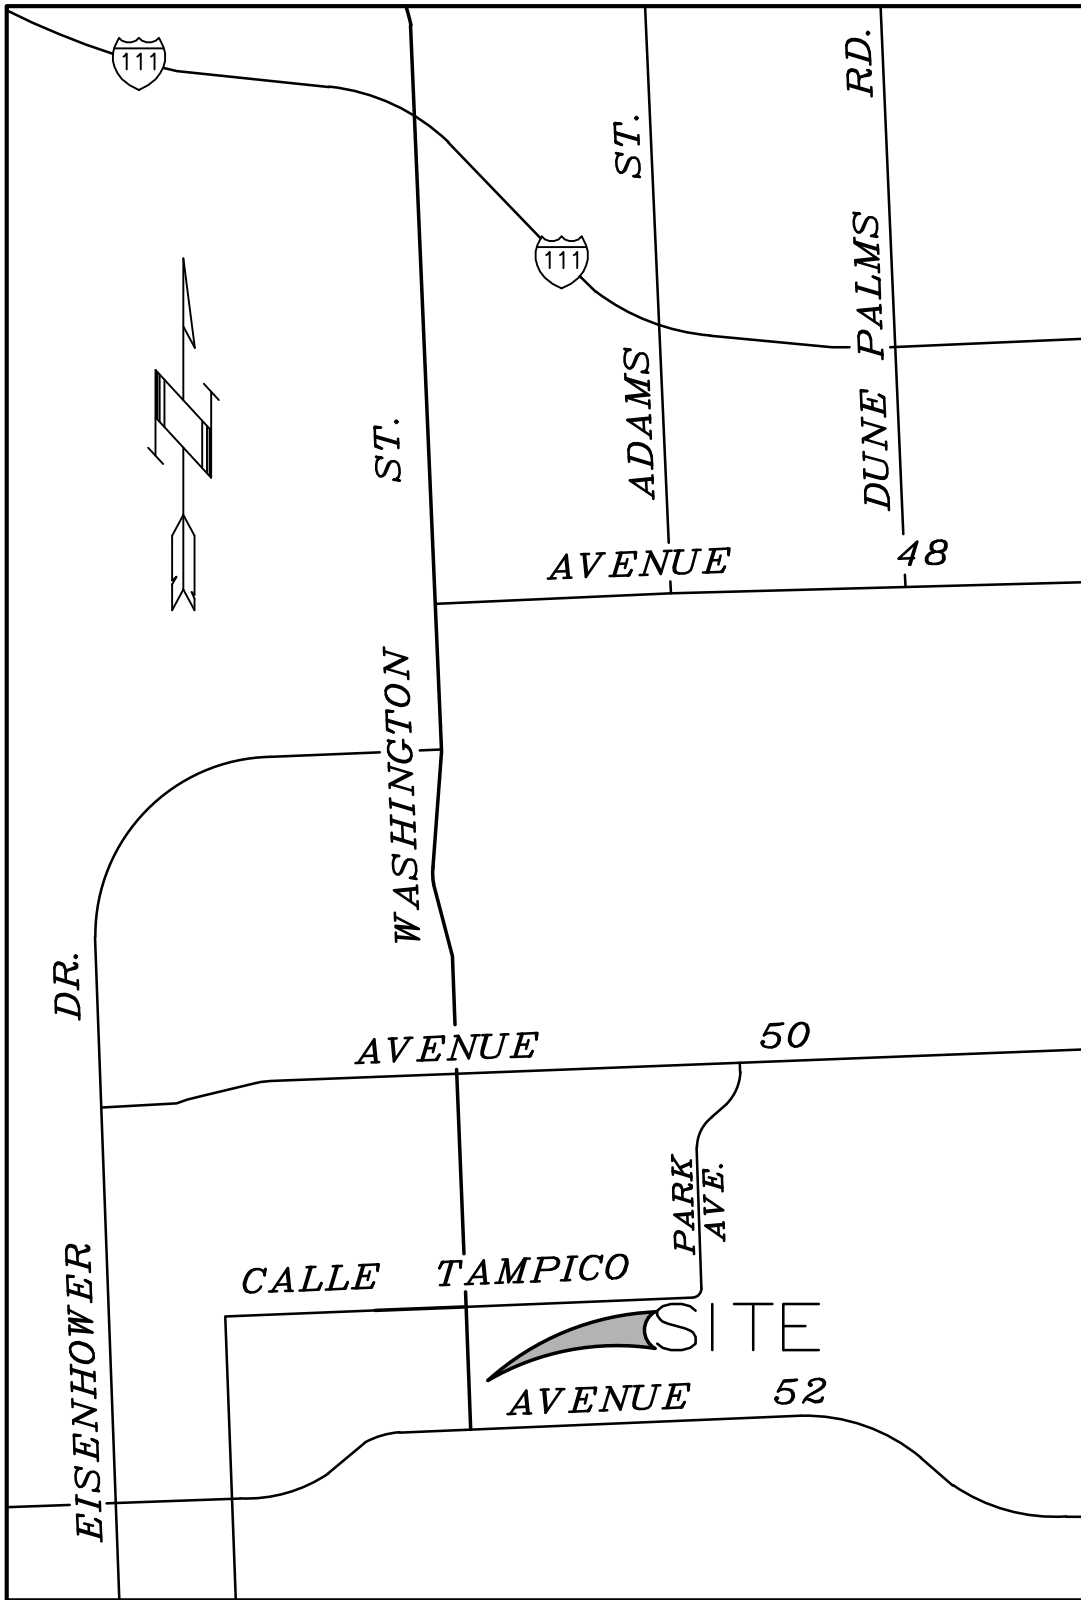 111
111
ADAMS ST.
DUNE PALMS RD.
WASHINGTON ST.
AVENUE 48
EISENHOWER DR.
AVENUE 50
PARK
AVE.
CALLE TAMPICO
SITE
AVENUE 52